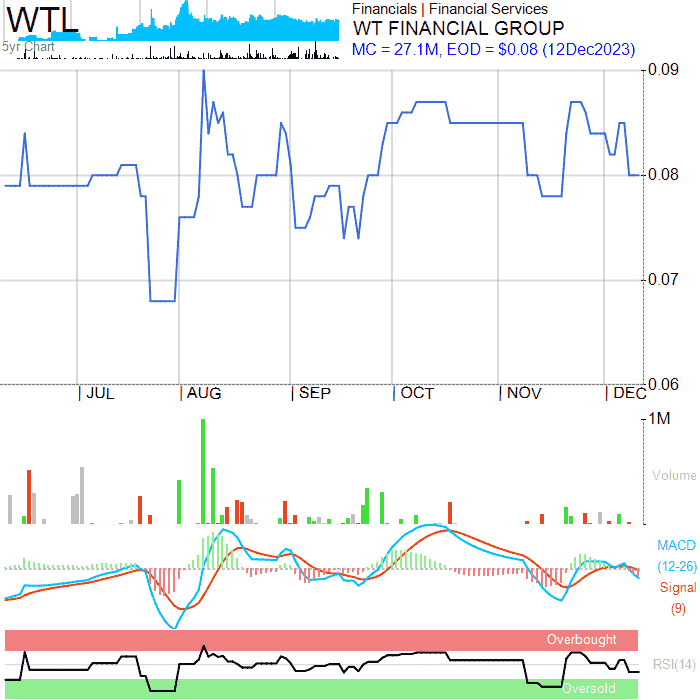 WTL
5yr Chart
Financials | Financial Services
WT FINANCIAL GROUP
MC = 27.1M, EOD = $0.08 (12Dec2023)
0.09
0.08
0.07
0.06
JUL
AUG
SEP
OCT
NOV
DEC
1M
Volume
MACD
(12-26)
Signal
(9)
Overbought
RSI(14)
Oversold